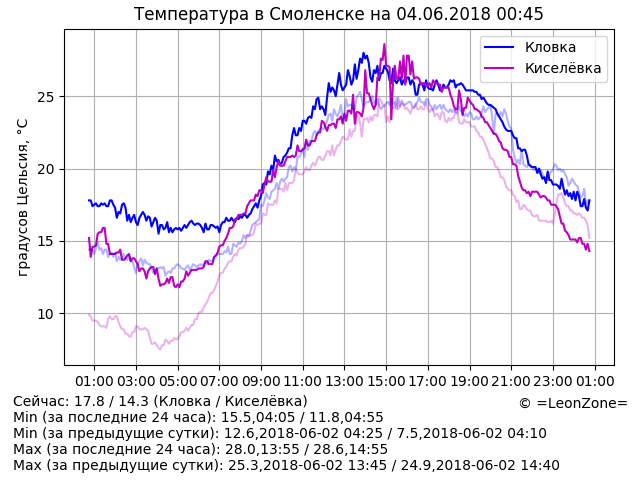 Температура в Смоленске на 04.06.2018 00:45
Кловка
Киселёвка
градусов Цельсия, °C
25
20
15
10
01:00 03:00 05:00 07:00 09:00 11:00 13:00 15:00 17:00 19:00 21:00 23:00 01:00
Сейчас: 17.8 / 14.3 (Кловка / Киселёвка)
© =LeonZone=
Min (за последние 24 часа): 15.5,04:05 / 11.8,04:55
Min (за предыдущие сутки): 12.6,2018-06-02 04:25 / 7.5,2018-06-02 04:10
Max (за последние 24 часа): 28.0,13:55 / 28.6,14:55
Max (за предыдущие сутки): 25.3,2018-06-02 13:45 / 24.9,2018-06-02 14:40